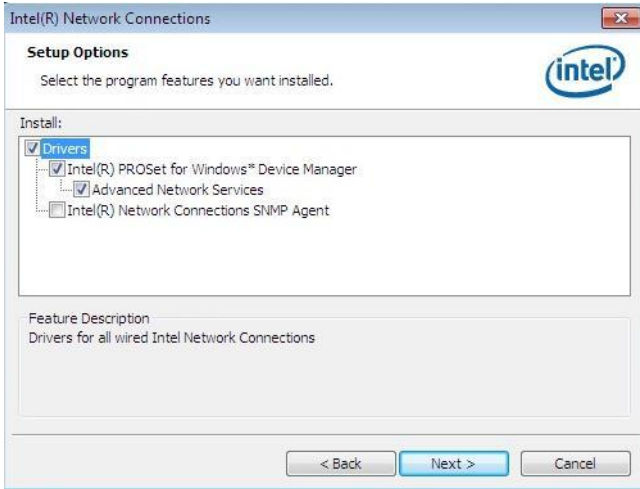 Intel(R) Network Connections
Setup Options
Select the program features you want installed.
intel
Install:
Drivers
Intel(R) PROSet for Windows* Device Manager
Advanced Network Services
Intel(R) Network Connections SNMP Agent
Feature Description
Drivers for all wired Intel Network Connections
< Back Next > Cancel